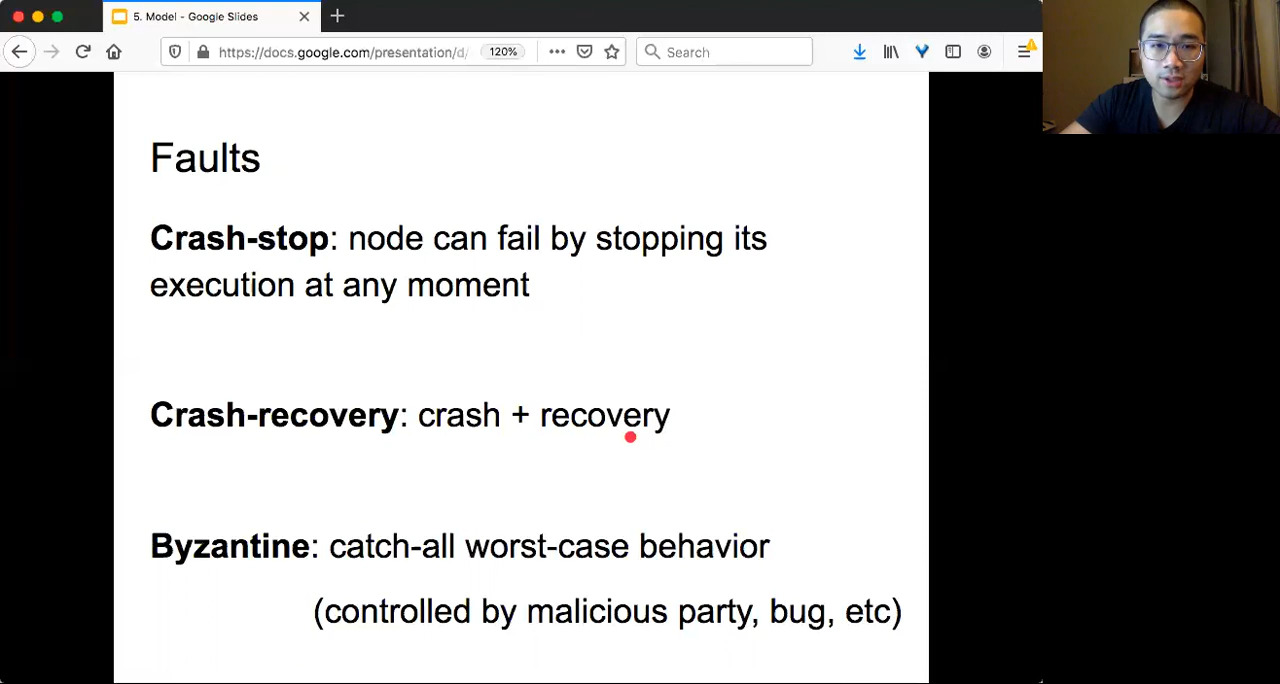 5. Model - Google Slides
https://docs.google.com/presentation/d/
120%
Search
Faults
Crash-stop: node can fail by stopping its
execution at any moment
Crash-recovery: crash + recovery
Byzantine: catch-all worst-case behavior
(controlled by malicious party, bug, etc)